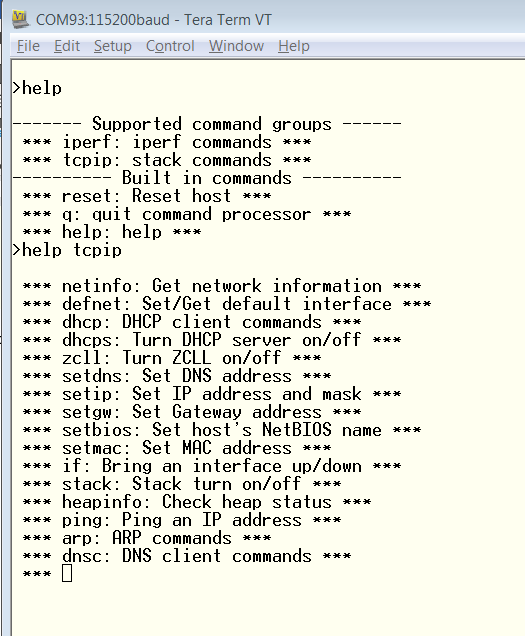 COM93:115200baud - Tera Term VT
File Edit Setup Control Window Help
>help
------- Supported command groups ------
*** iperf: iperf commands ***
*** tcpip: stack commands ***
---------- Built in commands ----------
*** reset: Reset host ***
*** q: quit command processor ***
*** help: help ***
>help tcpip
*** netinfo: Get network information ***
*** defnet: Set/Get default interface ***
*** dhcp: DHCP client commands ***
*** dhcps: Turn DHCP server on/off ***
*** zcll: Turn ZCLL on/off ***
*** setdns: Set DNS address ***
*** setip: Set IP address and mask ***
*** setgw: Set Gateway address ***
*** setbios: Set host's NetBIOS name ***
*** setmac: Set MAC address ***
*** if: Bring an interface up/down ***
*** stack: Stack turn on/off ***
*** heapinfo: Check heap status ***
*** ping: Ping an IP address ***
*** arp: ARP commands ***
*** dnsc: DNS client commands ***
***